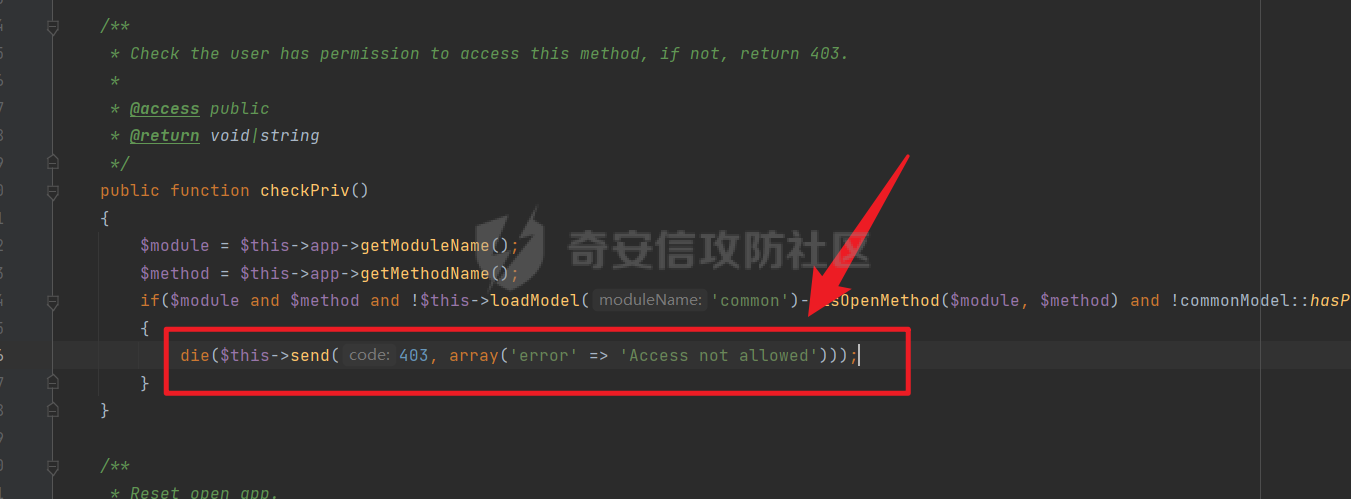 /**
* Check the user has permission to access this method, if not, return 403.
*
* @access public
* @return void|string
*/
public function checkPriv()
{
$module = $this->app->getModuleName();
$method = $this->app->getMethodName();
if($module and $method and !$this->loadModel( moduleName: 'common')- sOpenMethod($module, $method) and !commonModel::hasP
{
die($this->send( code: 403, array('error' => 'Access not allowed')));
}
}
/**
* Reset open app.
奇安信攻防社区